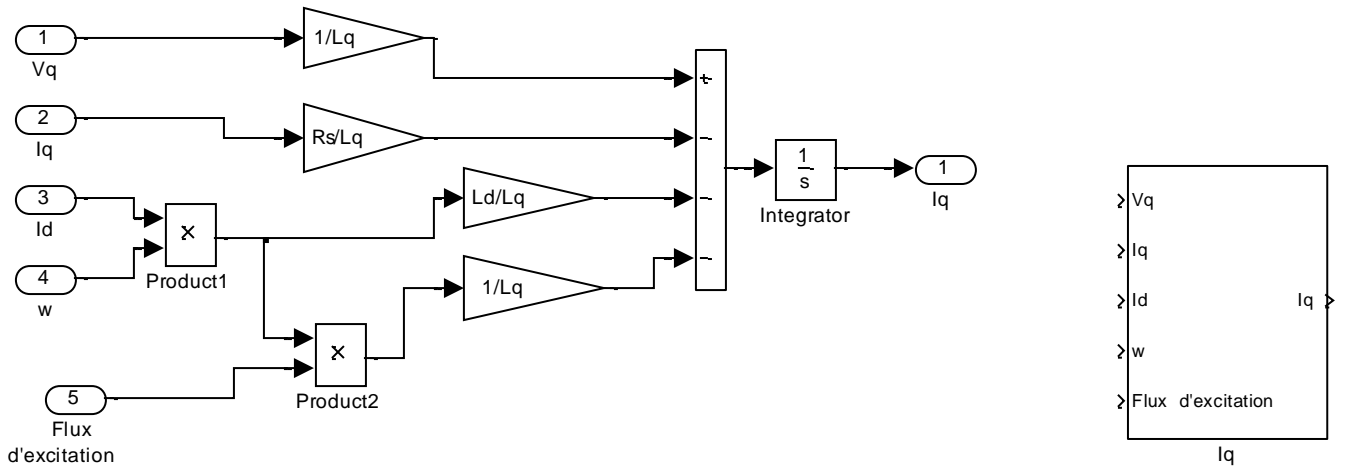 1
Vq
1/Lq
+
2
Iq
Rs/Lq
-
3
Id
×
Product1
Ld/Lq
-
4
w
1/Lq
-
×
Product2
5
Flux
d'excitation
1
s
Integrator
1
Iq
Vq
Iq
Id
w
Flux d'excitation
Iq
Iq